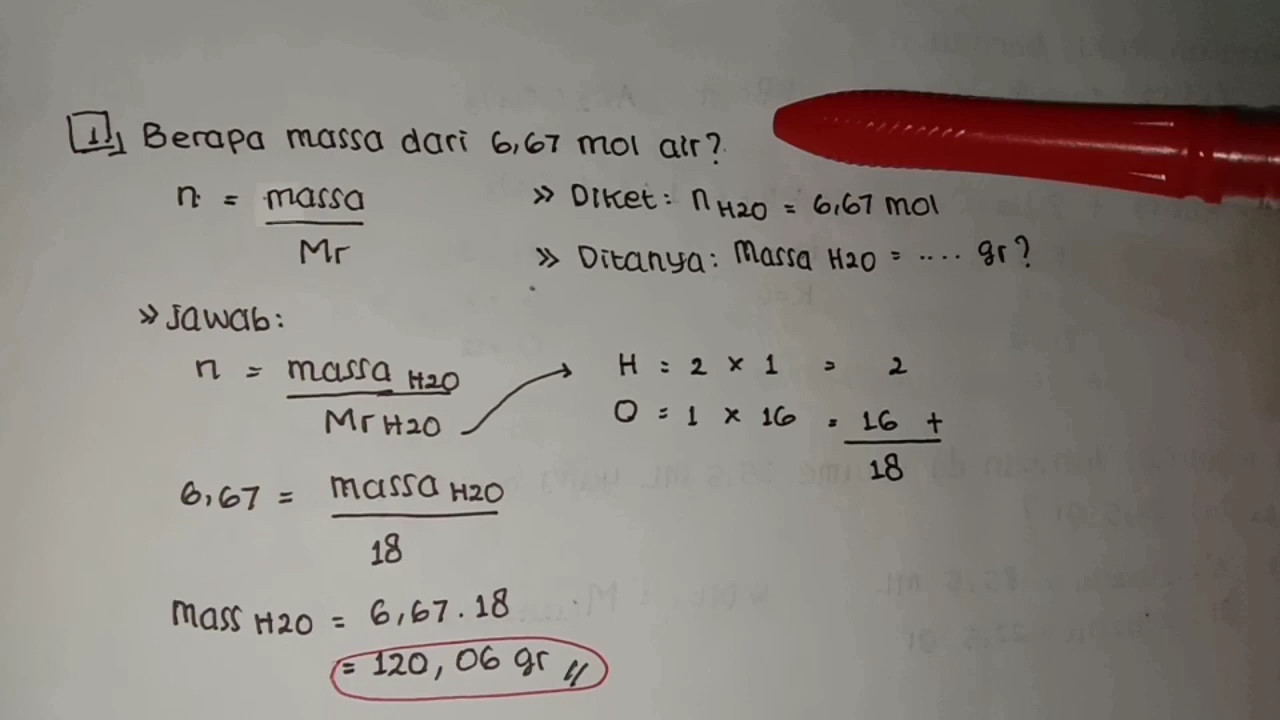 1, Berapa massa dari 6,67 mol air?
n = massa / Mr
» Diket: n H2O = 6,67 mol
» Ditanya: Massa H2O = .... gr?
» Jawab:
n = massa H2O / Mr H2O
H = 2 × 1 = 2
O = 1 × 16 = 16 +
18
6,67 = massa H2O / 18
mass H2O = 6,67 . 18
= 120,06 gr //